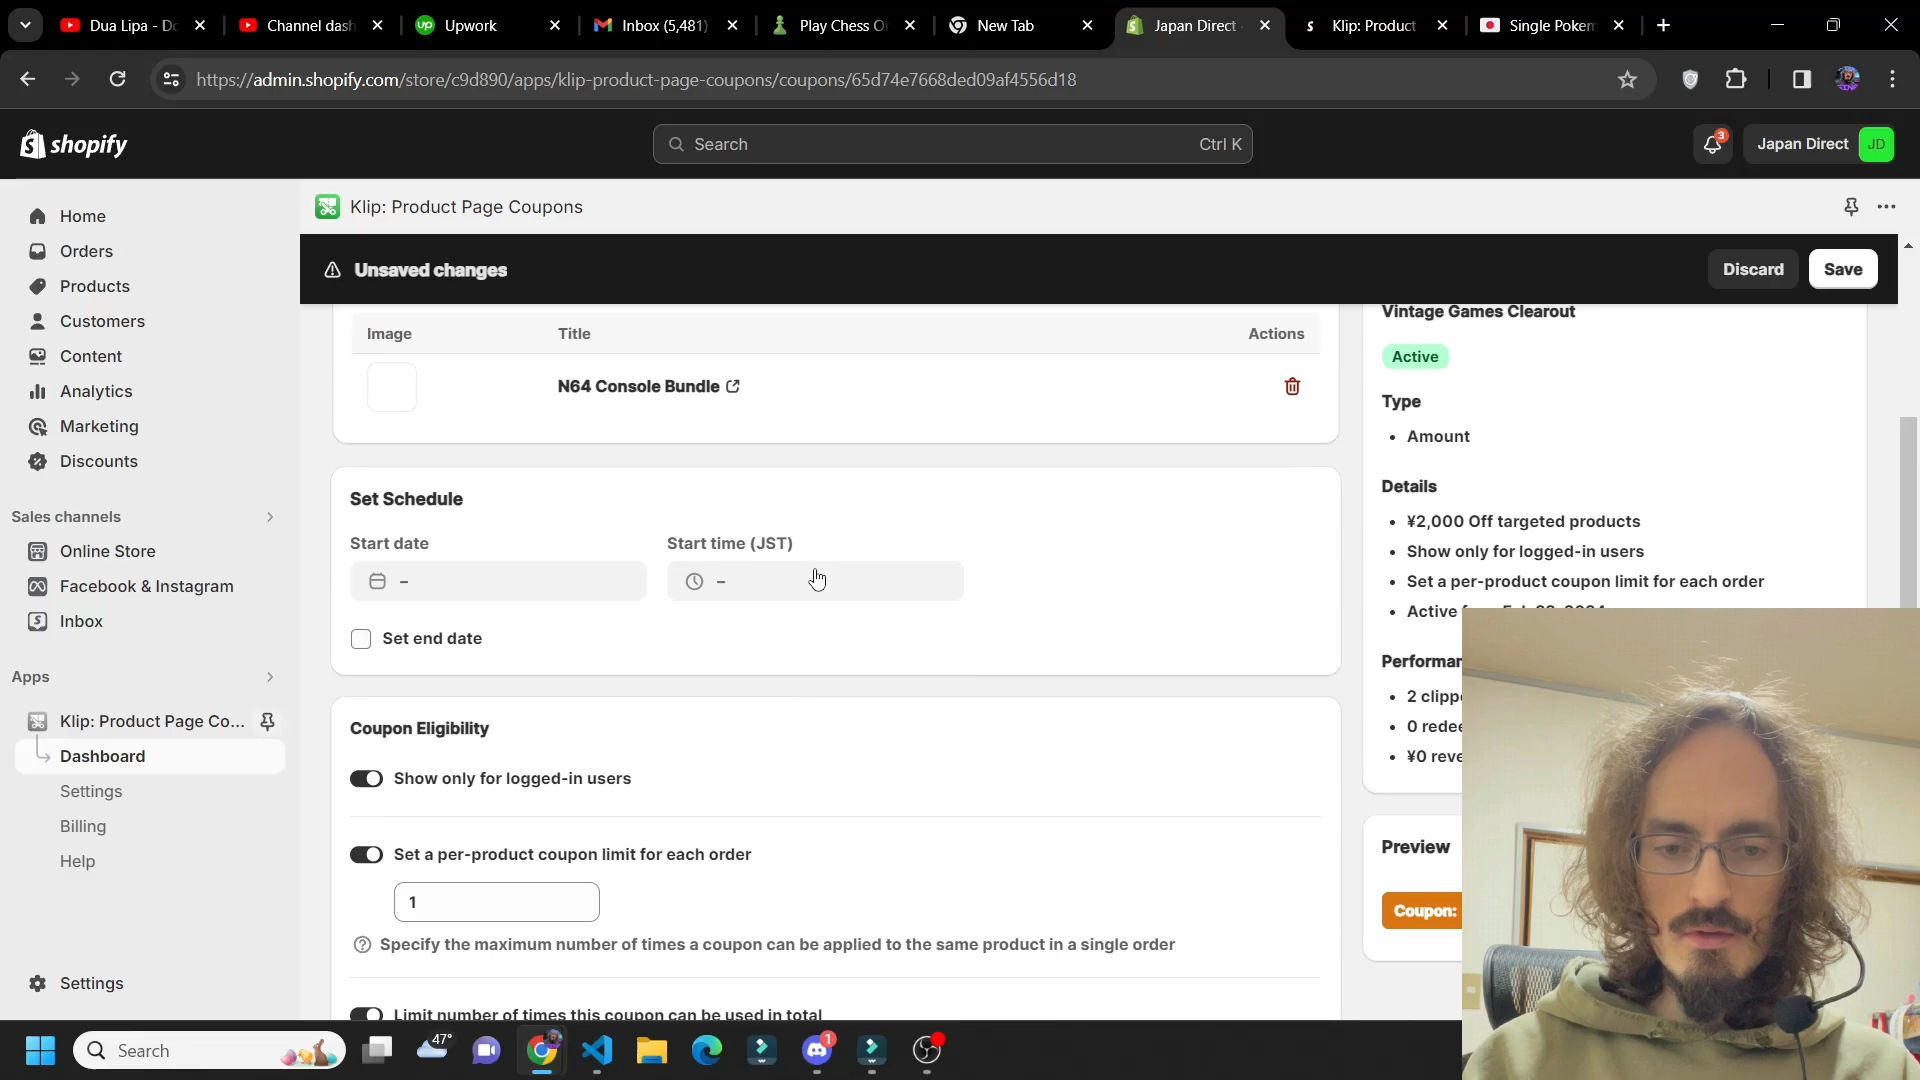 Dua Lipa - Do
Channel dash
Upwork
Inbox (5,481)
Play Chess O
New Tab
Japan Direct
Klip: Product
Single Pokem
https://admin.shopify.com/store/c9d890/apps/klip-product-page-coupons/coupons/65d74e7668ded09af4556d18
shopify
Search
Ctrl K
3
Japan Direct
JD
Home
Orders
Products
Customers
Content
Analytics
Marketing
Discounts
Sales channels
Online Store
Facebook & Instagram
Inbox
Apps
Klip: Product Page Co...
Dashboard
Settings
Billing
Help
Settings
Klip: Product Page Coupons
Unsaved changes
Discard
Save
Image
Title
Actions
N64 Console Bundle
Set Schedule
Start date
Start time (JST)
–
–
Set end date
Coupon Eligibility
Show only for logged-in users
Set a per-product coupon limit for each order
1
Specify the maximum number of times a coupon can be applied to the same product in a single order
Limit number of times this coupon can be used in total
Vintage Games Clearout
Active
Type
• Amount
Details
• ¥2,000 Off targeted products
• Show only for logged-in users
• Set a per-product coupon limit for each order
• Active
Performan
• 2 clipp
• 0 redee
• ¥0 reve
Preview
Coupon:
Search
47°
1